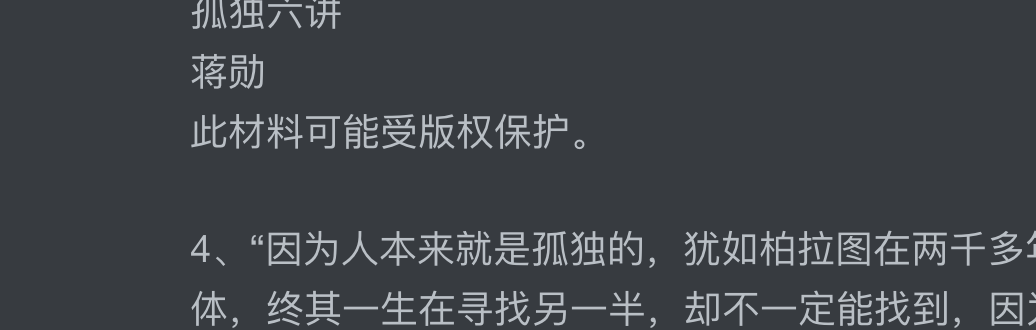 孤独六讲
蒋勋
此材料可能受版权保护。
4、“因为人本来就是孤独的，犹如柏拉图在两千多
体，终其一生在寻找另一半，却不一定能找到，因